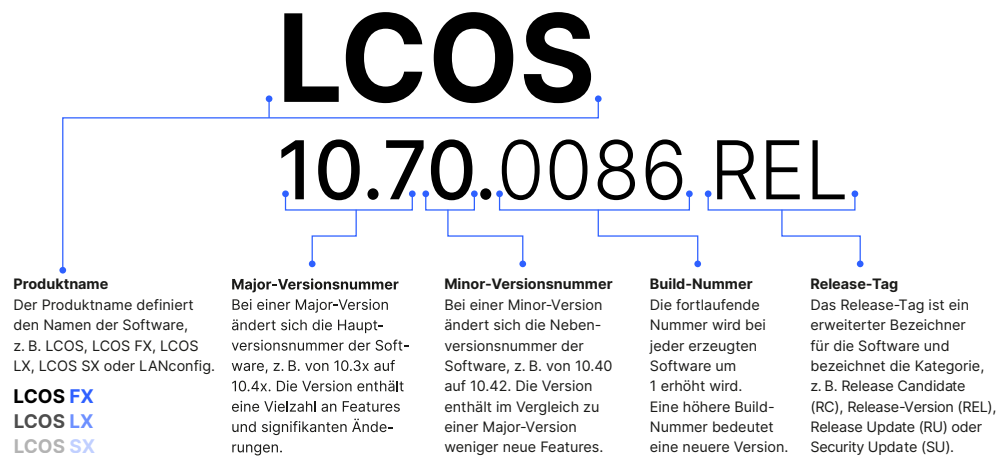 LCOS
10.70.0086 REL
Produktname
Der Produktname definiert
den Namen der Software,
z. B. LCOS, LCOS FX, LCOS
LX, LCOS SX oder LANconfig.
LCOS FX
LCOS LX
LCOS SX
Major-Versionsnummer
Bei einer Major-Version
ändert sich die Haupt-
versionsnummer der Soft-
ware, z. B. von 10.3x auf
10.4x. Die Version enthält
eine Vielzahl an Features
und signifikanten Ände-
rungen.
Minor-Versionsnummer
Bei einer Minor-Version
ändert sich die Neben-
versionsnummer der
Software, z. B. von 10.40
auf 10.42. Die Version
enthält im Vergleich zu
einer Major-Version
weniger neue Features.
Build-Nummer
Die fortlaufende
Nummer wird bei
jeder erzeugten
Software um
1 erhöht wird.
Eine höhere Build-
Nummer bedeutet
eine neuere Version.
Release-Tag
Das Release-Tag ist ein
erweiterter Bezeichner
für die Software und
bezeichnet die Kategorie,
z. B. Release Candidate
(RC), Release-Version (REL),
Release Update (RU) oder
Security Update (SU).